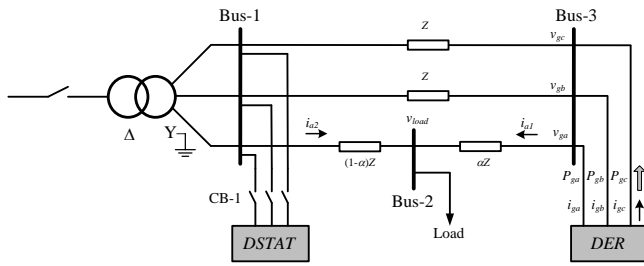 Bus-1
Bus-3
Z
v_gc
Z
v_gb
Δ
Y
i_a2
v_load
i_a1
v_ga
(1-α)Z
αZ
P_ga P_gb P_gc
CB-1
Bus-2
i_ga i_gb i_gc
Load
DSTAT
DER